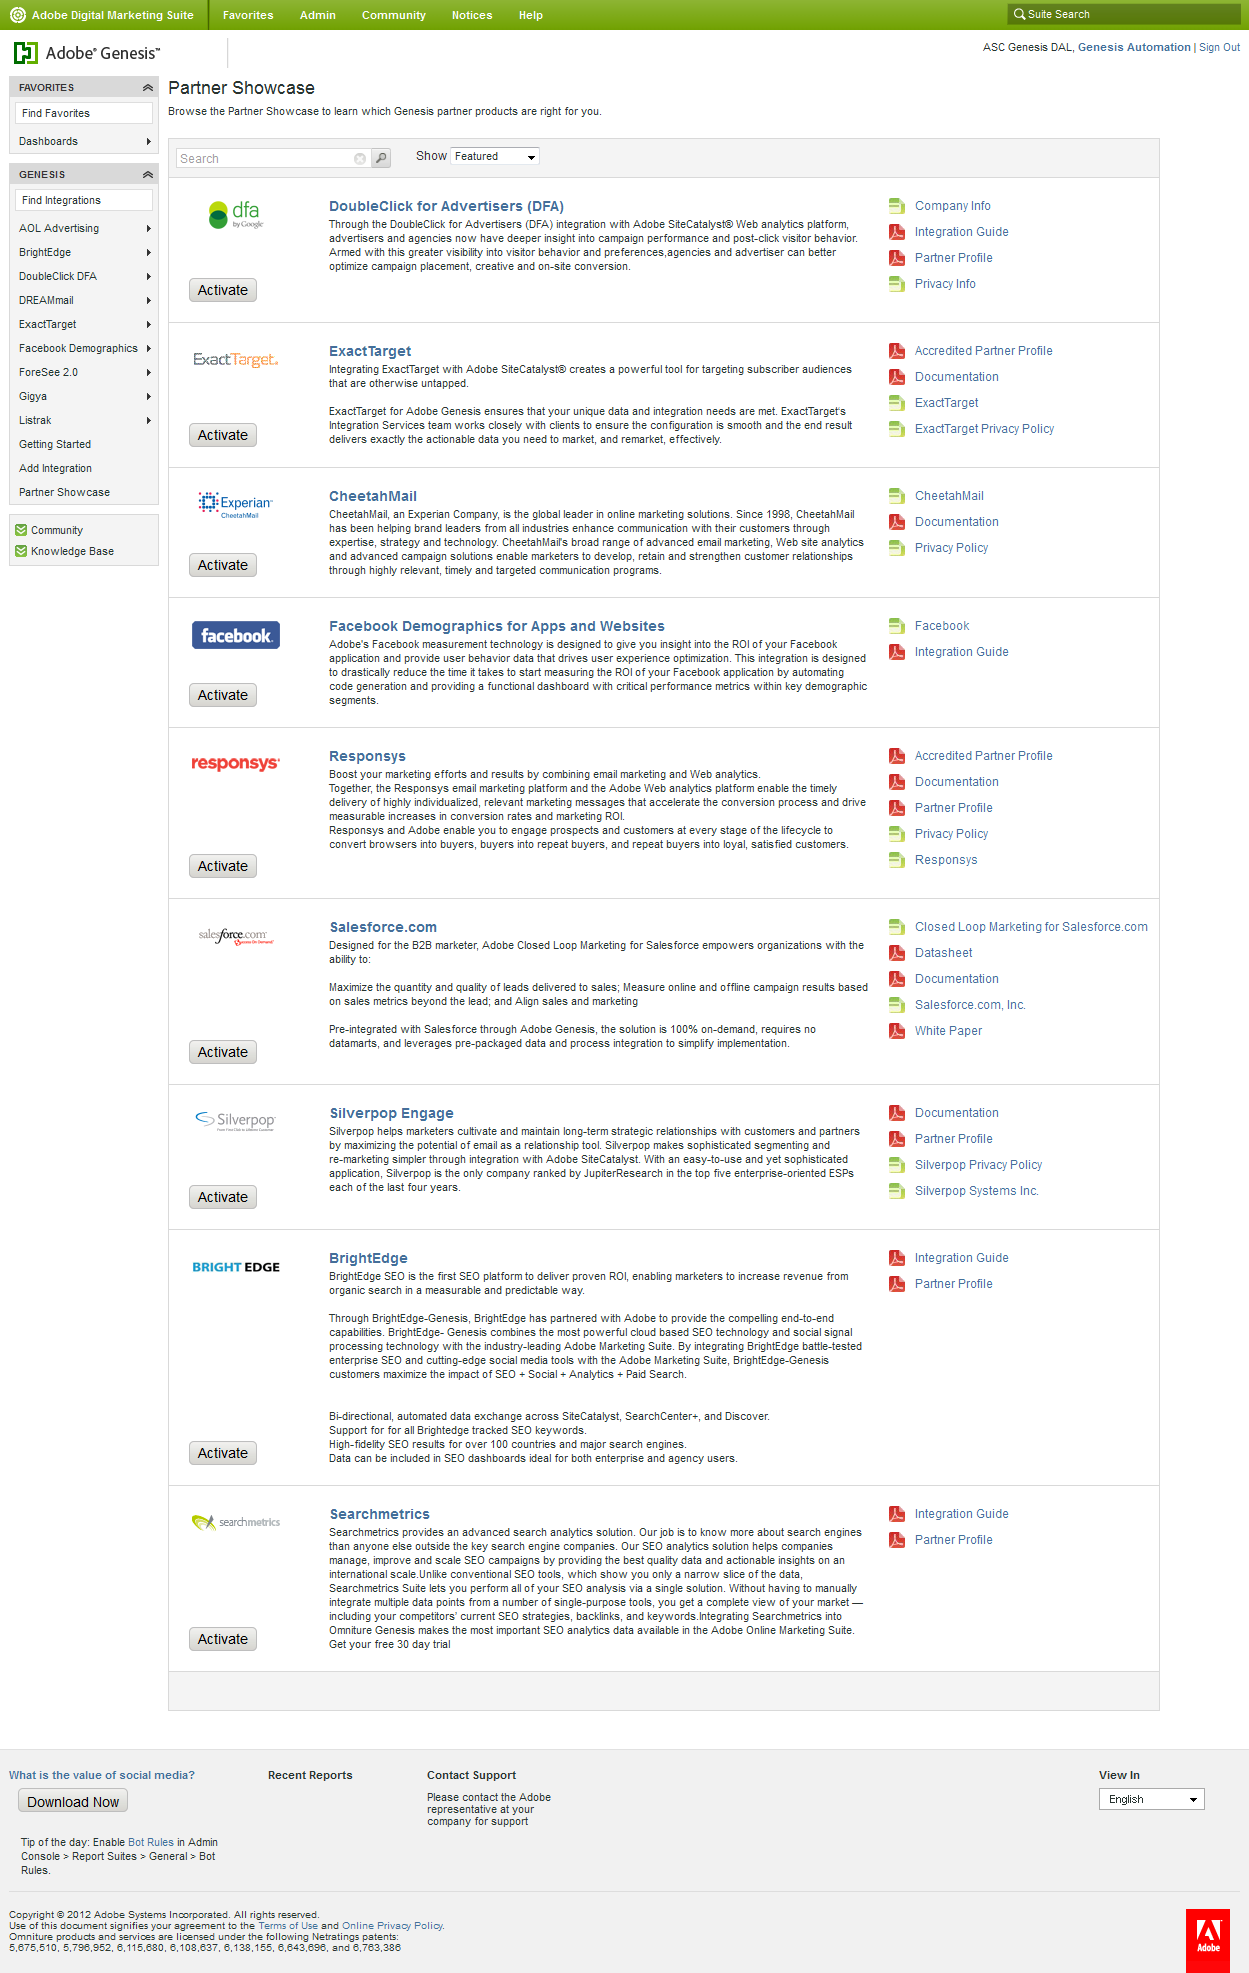 Adobe Digital Marketing Suite Favorites Admin Community Notices Help Suite Search
Adobe® Genesis™
ASC Genesis DAL, Genesis Automation | Sign Out
FAVORITES
Find Favorites
Dashboards
GENESIS
Find Integrations
AOL Advertising
BrightEdge
DoubleClick DFA
DREAMmail
ExactTarget
Facebook Demographics
ForeSee 2.0
Gigya
Listrak
Getting Started
Add Integration
Partner Showcase
Community
Knowledge Base
Partner Showcase
Browse the Partner Showcase to learn which Genesis partner products are right for you.
Search Show Featured
dfa
by Google
Activate
DoubleClick for Advertisers (DFA)
Through the DoubleClick for Advertisers (DFA) integration with Adobe SiteCatalyst® Web analytics platform,
advertisers and agencies now have deeper insight into campaign performance and post-click visitor behavior.
Armed with this greater visibility into visitor behavior and preferences,agencies and advertiser can better
optimize campaign placement, creative and on-site conversion.
Company Info
Integration Guide
Partner Profile
Privacy Info
ExactTarget.
Activate
ExactTarget
Integrating ExactTarget with Adobe SiteCatalyst® creates a powerful tool for targeting subscriber audiences
that are otherwise untapped.
ExactTarget for Adobe Genesis ensures that your unique data and integration needs are met. ExactTarget's
Integration Services team works closely with clients to ensure the configuration is smooth and the end result
delivers exactly the actionable data you need to market, and remarket, effectively.
Accredited Partner Profile
Documentation
ExactTarget
ExactTarget Privacy Policy
Experian™
CheetahMail
Activate
CheetahMail
CheetahMail, an Experian Company, is the global leader in online marketing solutions. Since 1998, CheetahMail
has been helping brand leaders from all industries enhance communication with their customers through
expertise, strategy and technology. CheetahMail's broad range of advanced email marketing, Web site analytics
and advanced campaign solutions enable marketers to develop, retain and strengthen customer relationships
through highly relevant, timely and targeted communication programs.
CheetahMail
Documentation
Privacy Policy
facebook.
Activate
Facebook Demographics for Apps and Websites
Adobe's Facebook measurement technology is designed to give you insight into the ROI of your Facebook
application and provide user behavior data that drives user experience optimization. This integration is designed
to drastically reduce the time it takes to start measuring the ROI of your Facebook application by automating
code generation and providing a functional dashboard with critical performance metrics within key demographic
segments.
Facebook
Integration Guide
responsys®
Activate
Responsys
Boost your marketing efforts and results by combining email marketing and Web analytics.
Together, the Responsys email marketing platform and the Adobe Web analytics platform enable the timely
delivery of highly individualized, relevant marketing messages that accelerate the conversion process and drive
measurable increases in conversion rates and marketing ROI.
Responsys and Adobe enable you to engage prospects and customers at every stage of the lifecycle to
convert browsers into buyers, buyers into repeat buyers, and repeat buyers into loyal, satisfied customers.
Accredited Partner Profile
Documentation
Partner Profile
Privacy Policy
Responsys
salesforce.com
Success On Demand
Activate
Salesforce.com
Designed for the B2B marketer, Adobe Closed Loop Marketing for Salesforce empowers organizations with the
ability to:
Maximize the quantity and quality of leads delivered to sales; Measure online and offline campaign results based
on sales metrics beyond the lead; and Align sales and marketing
Pre-integrated with Salesforce through Adobe Genesis, the solution is 100% on-demand, requires no
datamarts, and leverages pre-packaged data and process integration to simplify implementation.
Closed Loop Marketing for Salesforce.com
Datasheet
Documentation
Salesforce.com, Inc.
White Paper
Silverpop
Activate
Silverpop Engage
Silverpop helps marketers cultivate and maintain long-term strategic relationships with customers and partners
by maximizing the potential of email as a relationship tool. Silverpop makes sophisticated segmenting and
re-marketing simpler through integration with Adobe SiteCatalyst. With an easy-to-use and yet sophisticated
application, Silverpop is the only company ranked by JupiterResearch in the top five enterprise-oriented ESPs
each of the last four years.
Documentation
Partner Profile
Silverpop Privacy Policy
Silverpop Systems Inc.
BRIGHT EDGE
Activate
BrightEdge
BrightEdge SEO is the first SEO platform to deliver proven ROI, enabling marketers to increase revenue from
organic search in a measurable and predictable way.
Through BrightEdge-Genesis, BrightEdge has partnered with Adobe to provide the compelling end-to-end
capabilities. BrightEdge- Genesis combines the most powerful cloud based SEO technology and social signal
processing technology with the industry-leading Adobe Marketing Suite. By integrating BrightEdge battle-tested
enterprise SEO and cutting-edge social media tools with the Adobe Marketing Suite, BrightEdge-Genesis
customers maximize the impact of SEO + Social + Analytics + Paid Search.
Bi-directional, automated data exchange across SiteCatalyst, SearchCenter+, and Discover.
Support for for all Brightedge tracked SEO keywords.
High-fidelity SEO results for over 100 countries and major search engines.
Data can be included in SEO dashboards ideal for both enterprise and agency users.
Integration Guide
Partner Profile
searchmetrics
Activate
Searchmetrics
Searchmetrics provides an advanced search analytics solution. Our job is to know more about search engines
than anyone else outside the key search engine companies. Our SEO analytics solution helps companies
manage, improve and scale SEO campaigns by providing the best quality data and actionable insights on an
international scale.Unlike conventional SEO tools, which show you only a narrow slice of the data,
Searchmetrics Suite lets you perform all of your SEO analysis via a single solution. Without having to manually
integrate multiple data points from a number of single-purpose tools, you get a complete view of your market —
including your competitors' current SEO strategies, backlinks, and keywords.Integrating Searchmetrics into
Omniture Genesis makes the most important SEO analytics data available in the Adobe Online Marketing Suite.
Get your free 30 day trial
Integration Guide
Partner Profile
What is the value of social media?
Download Now
Tip of the day: Enable Bot Rules in Admin
Console > Report Suites > General > Bot
Rules.
Recent Reports
Contact Support
Please contact the Adobe
representative at your
company for support
View In
English
Copyright © 2012 Adobe Systems Incorporated. All rights reserved.
Use of this document signifies your agreement to the Terms of Use and Online Privacy Policy.
Omniture products and services are licensed under the following Netratings patents:
5,675,510, 5,796,952, 6,115,680, 6,108,637, 6,138,155, 6,643,696, and 6,763,386
Adobe